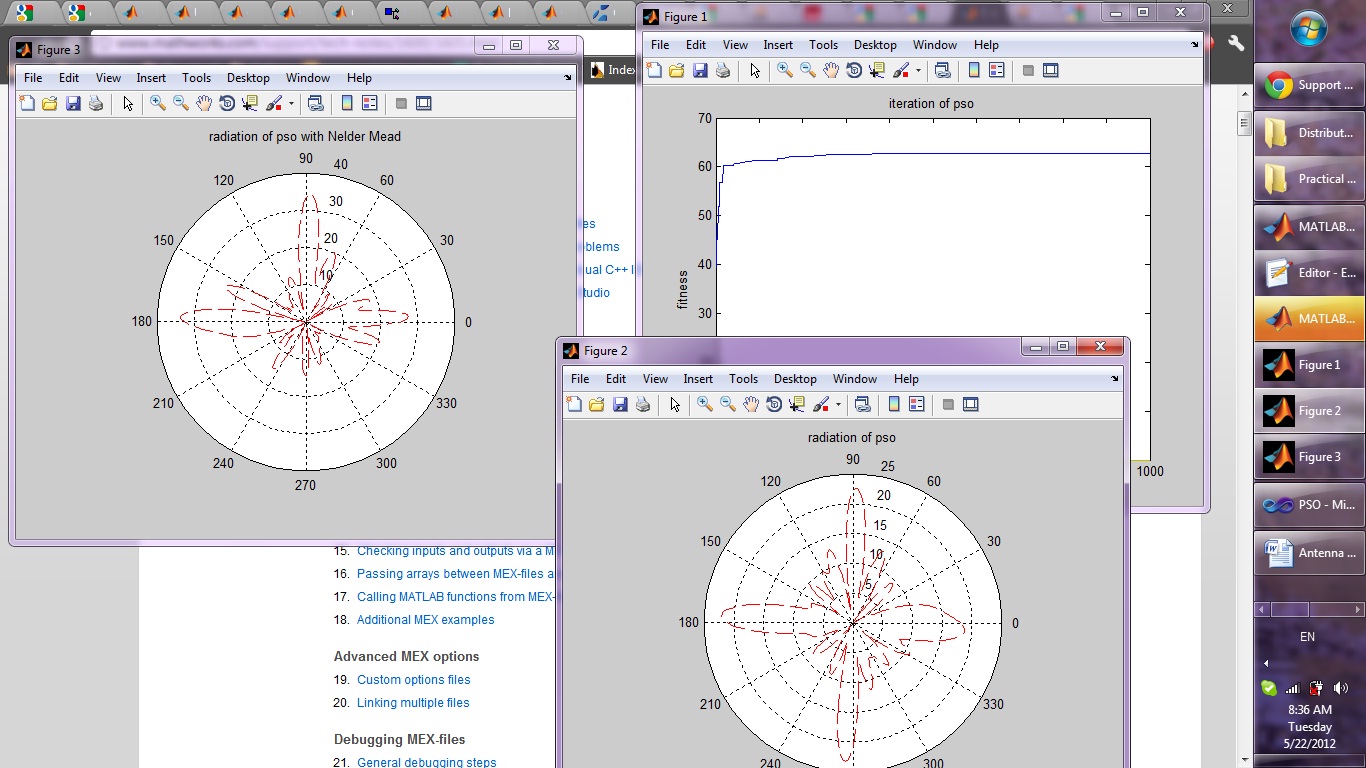 Figure 3
File Edit View Insert Tools Desktop Window Help
radiation of pso with Nelder Mead
90 40
120 60
30
150 20 30
10
180 0
210 330
240 300
270
Figure 1
File Edit View Insert Tools Desktop Window Help
iteration of pso
70
60
50
40
30
fitness
1000
Figure 2
File Edit View Insert Tools Desktop Window Help
radiation of pso
90 25
120 60
20
15
150 10 30
5
180 0
210 330
240 300
Index
es
blems
ual C++
tudio
15. Checking inputs and outputs via a M
16. Passing arrays between MEX-files a
17. Calling MATLAB functions from MEX-
18. Additional MEX examples
Advanced MEX options
19. Custom options files
20. Linking multiple files
Debugging MEX-files
21. General debugging steps
Support ...
Distribut...
Practical ...
MATLAB...
Editor - E...
MATLAB...
Figure 1
Figure 2
Figure 3
PSO - Mi...
Antenna ...
EN
8:36 AM
Tuesday
5/22/2012